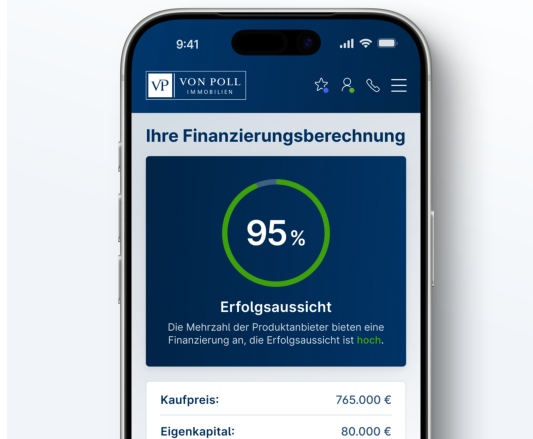 9:41
VP VON POLL
IMMOBILIEN
Ihre Finanzierungsberechnung
95 %
Erfolgsaussicht
Die Mehrzahl der Produktanbieter bieten eine
Finanzierung an, die Erfolgsaussicht ist hoch.
Kaufpreis: 765.000 €
Eigenkapital: 80.000 €